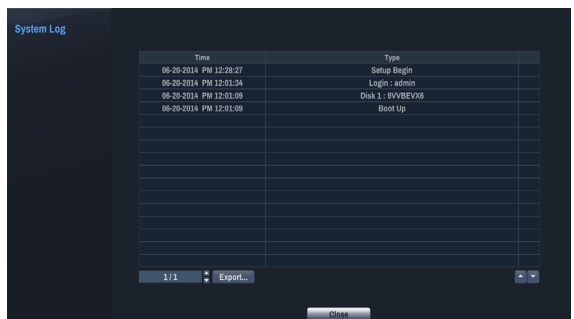 System Log
Time Type
06-20-2014 PM 12:28:27 Setup Begin
06-20-2014 PM 12:01:34 Login : admin
06-20-2014 PM 12:01:09 Disk 1 : 9VVBEVX6
06-20-2014 PM 12:01:09 Boot Up
1 / 1 Export...
Close